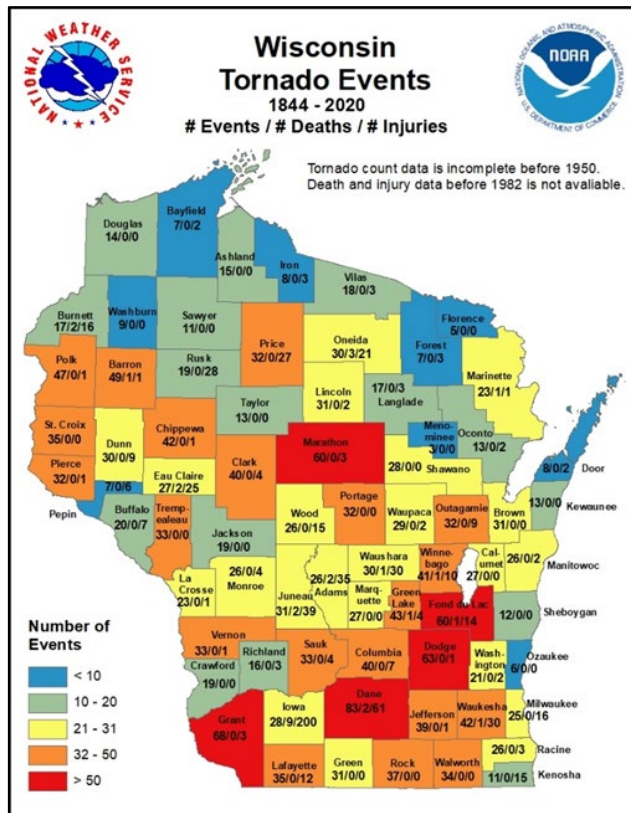 NATIONAL WEATHER SERVICE
NATIONAL OCEANIC AND ATMOSPHERIC ADMINISTRATION
NOAA
U.S. DEPARTMENT OF COMMERCE
Wisconsin
Tornado Events
1844 - 2020
# Events / # Deaths / # Injuries
Tornado count data is incomplete before 1950.
Death and injury data before 1982 is not avaliable.
Douglas
14/0/0
Bayfield
7/0/2
Ashland
15/0/0
Iron
8/0/3
Vilas
18/0/3
Burnett
17/2/16
Washburn
9/0/0
Sawyer
11/0/0
Price
32/0/27
Oneida
30/3/21
Forest
7/0/3
Florence
5/0/0
Marinette
23/1/1
Polk
47/0/1
Barron
49/1/1
Rusk
19/0/28
Taylor
13/0/0
Lincoln
31/0/2
17/0/3
Langlade
Oconto
13/0/2
Meno-
minee
3/0/0
St. Croix
35/0/0
Dunn
30/0/9
Chippewa
42/0/1
Clark
40/0/4
Marathon
60/0/3
28/0/0
Shawano
8/0/2
Door
Pierce
32/0/1
7/0/6
Pepin
Eau Claire
27/2/25
Buffalo
20/0/7
Tremp-
ealeau
33/0/0
Jackson
19/0/0
Wood
26/0/15
Portage
32/0/0
Waupaca
29/0/2
Outagamie
32/0/9
Brown
31/0/0
13/0/0
Kewaunee
La
Crosse
23/0/1
26/0/4
Monroe
Juneau
31/2/39
26/2/35
Adams
Waushara
30/1/30
Winne-
bago
41/1/10
Cal-
umet
27/0/0
26/0/2
Manitowoc
Marq-
uette
27/0/0
Green
Lake
43/1/4
Fond du Lac
60/1/14
12/0/0
Sheboygan
Vernon
33/0/1
Crawford
19/0/0
Richland
16/0/3
Sauk
33/0/4
Columbia
40/0/7
Dodge
63/0/1
Wash-
ington
21/0/2
Ozaukee
6/0/0
Grant
68/0/3
Iowa
28/9/200
Dane
83/2/61
Jefferson
39/0/1
Waukesha
42/1/30
Milwaukee
25/0/16
Lafayette
35/0/12
Green
31/0/0
Rock
37/0/0
Walworth
34/0/0
26/0/3
Racine
11/0/15
Kenosha
Number of
Events
< 10
10 - 20
21 - 31
32 - 50
> 50